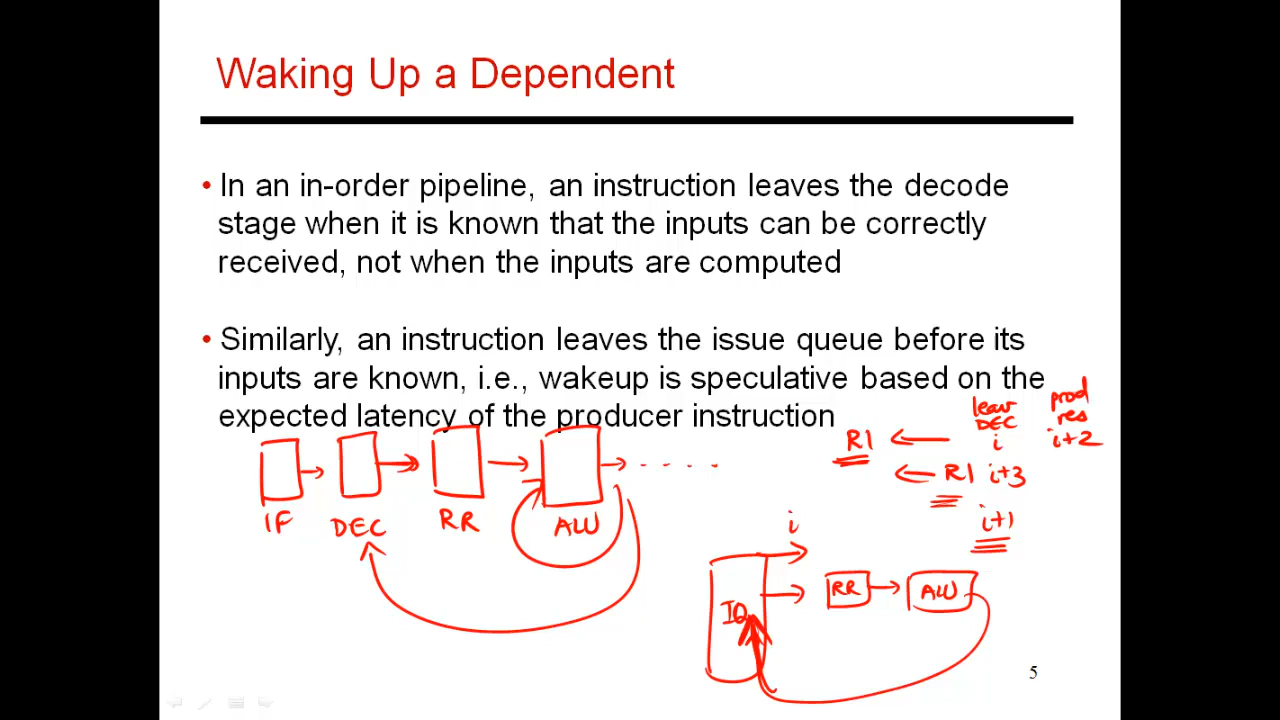 Waking Up a Dependent
• In an in-order pipeline, an instruction leaves the decode
stage when it is known that the inputs can be correctly
received, not when the inputs are computed
• Similarly, an instruction leaves the issue queue before its
inputs are known, i.e., wakeup is speculative based on the
expected latency of the producer instruction
leav DEC
prod res
R1 ← i i+2
← R1 i+3
i+1
IF DEC RR ALU
i
IQ RR ALU
5